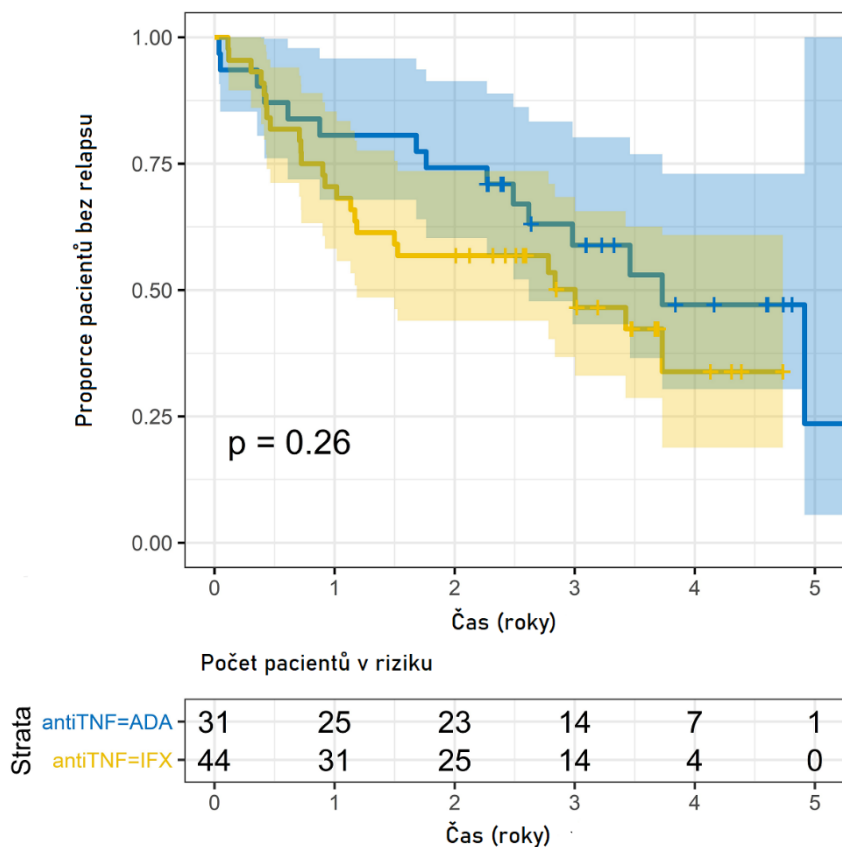 1.00
0.75
0.50
0.25
0.00
Proporce pacientů bez relapsu
p = 0.26
0 1 2 3 4 5
Čas (roky)
Počet pacientů v riziku
Strata
antiTNF=ADA 31 25 23 14 7 1
antiTNF=IFX 44 31 25 14 4 0
0 1 2 3 4 5
Čas (roky)